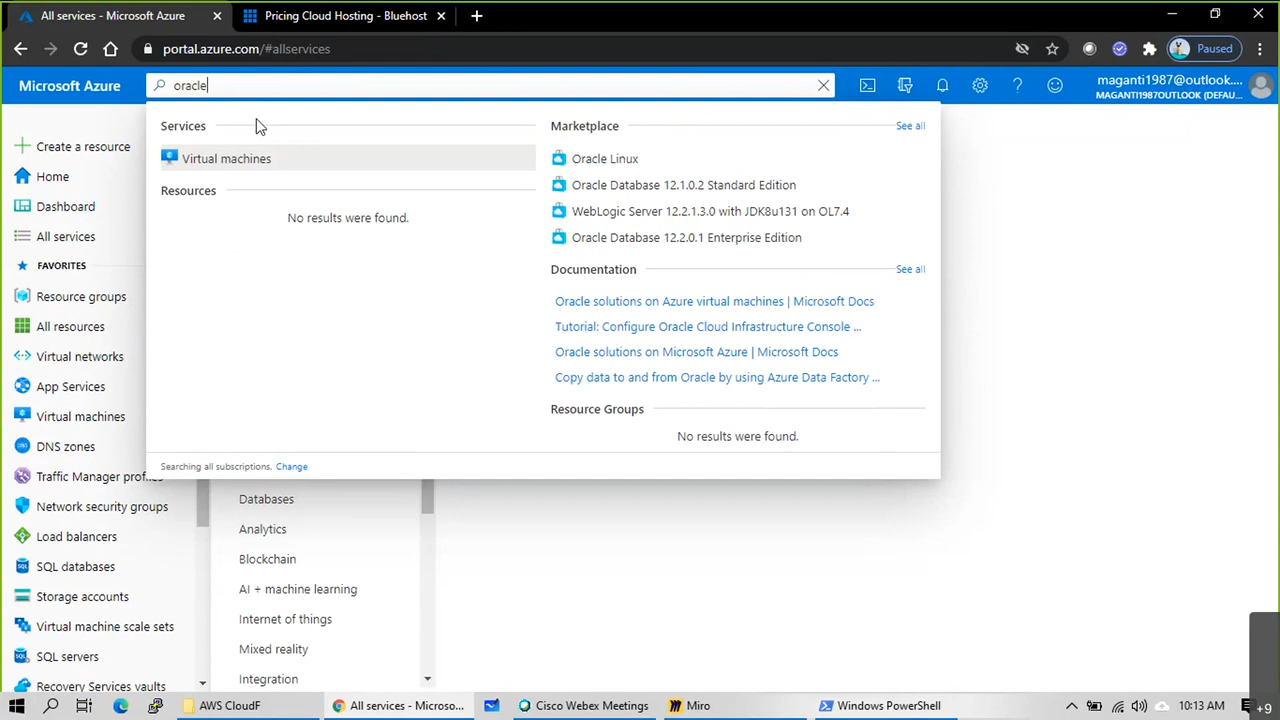 All services - Microsoft Azure
Pricing Cloud Hosting - Bluehost
portal.azure.com/#allservices
Paused
Microsoft Azure
oracle
maganti1987@outlook....
MAGANTI1987OUTLOOK (DEFAU...
Create a resource
Home
Dashboard
All services
FAVORITES
Resource groups
All resources
Virtual networks
App Services
Virtual machines
DNS zones
Traffic Manager profiles
Network security groups
Load balancers
SQL databases
Storage accounts
Virtual machine scale sets
SQL servers
Recovery Services vaults
Services
Virtual machines
Resources
No results were found.
Marketplace
See all
Oracle Linux
Oracle Database 12.1.0.2 Standard Edition
WebLogic Server 12.2.1.3.0 with JDK8u131 on OL7.4
Oracle Database 12.2.0.1 Enterprise Edition
Documentation
See all
Oracle solutions on Azure virtual machines | Microsoft Docs
Tutorial: Configure Oracle Cloud Infrastructure Console ...
Oracle solutions on Microsoft Azure | Microsoft Docs
Copy data to and from Oracle by using Azure Data Factory ...
Resource Groups
No results were found.
Searching all subscriptions. Change
Databases
Analytics
Blockchain
AI + machine learning
Internet of things
Mixed reality
Integration
AWS CloudF
All services - Microso...
Cisco Webex Meetings
Miro
Windows PowerShell
10:13 AM
+9